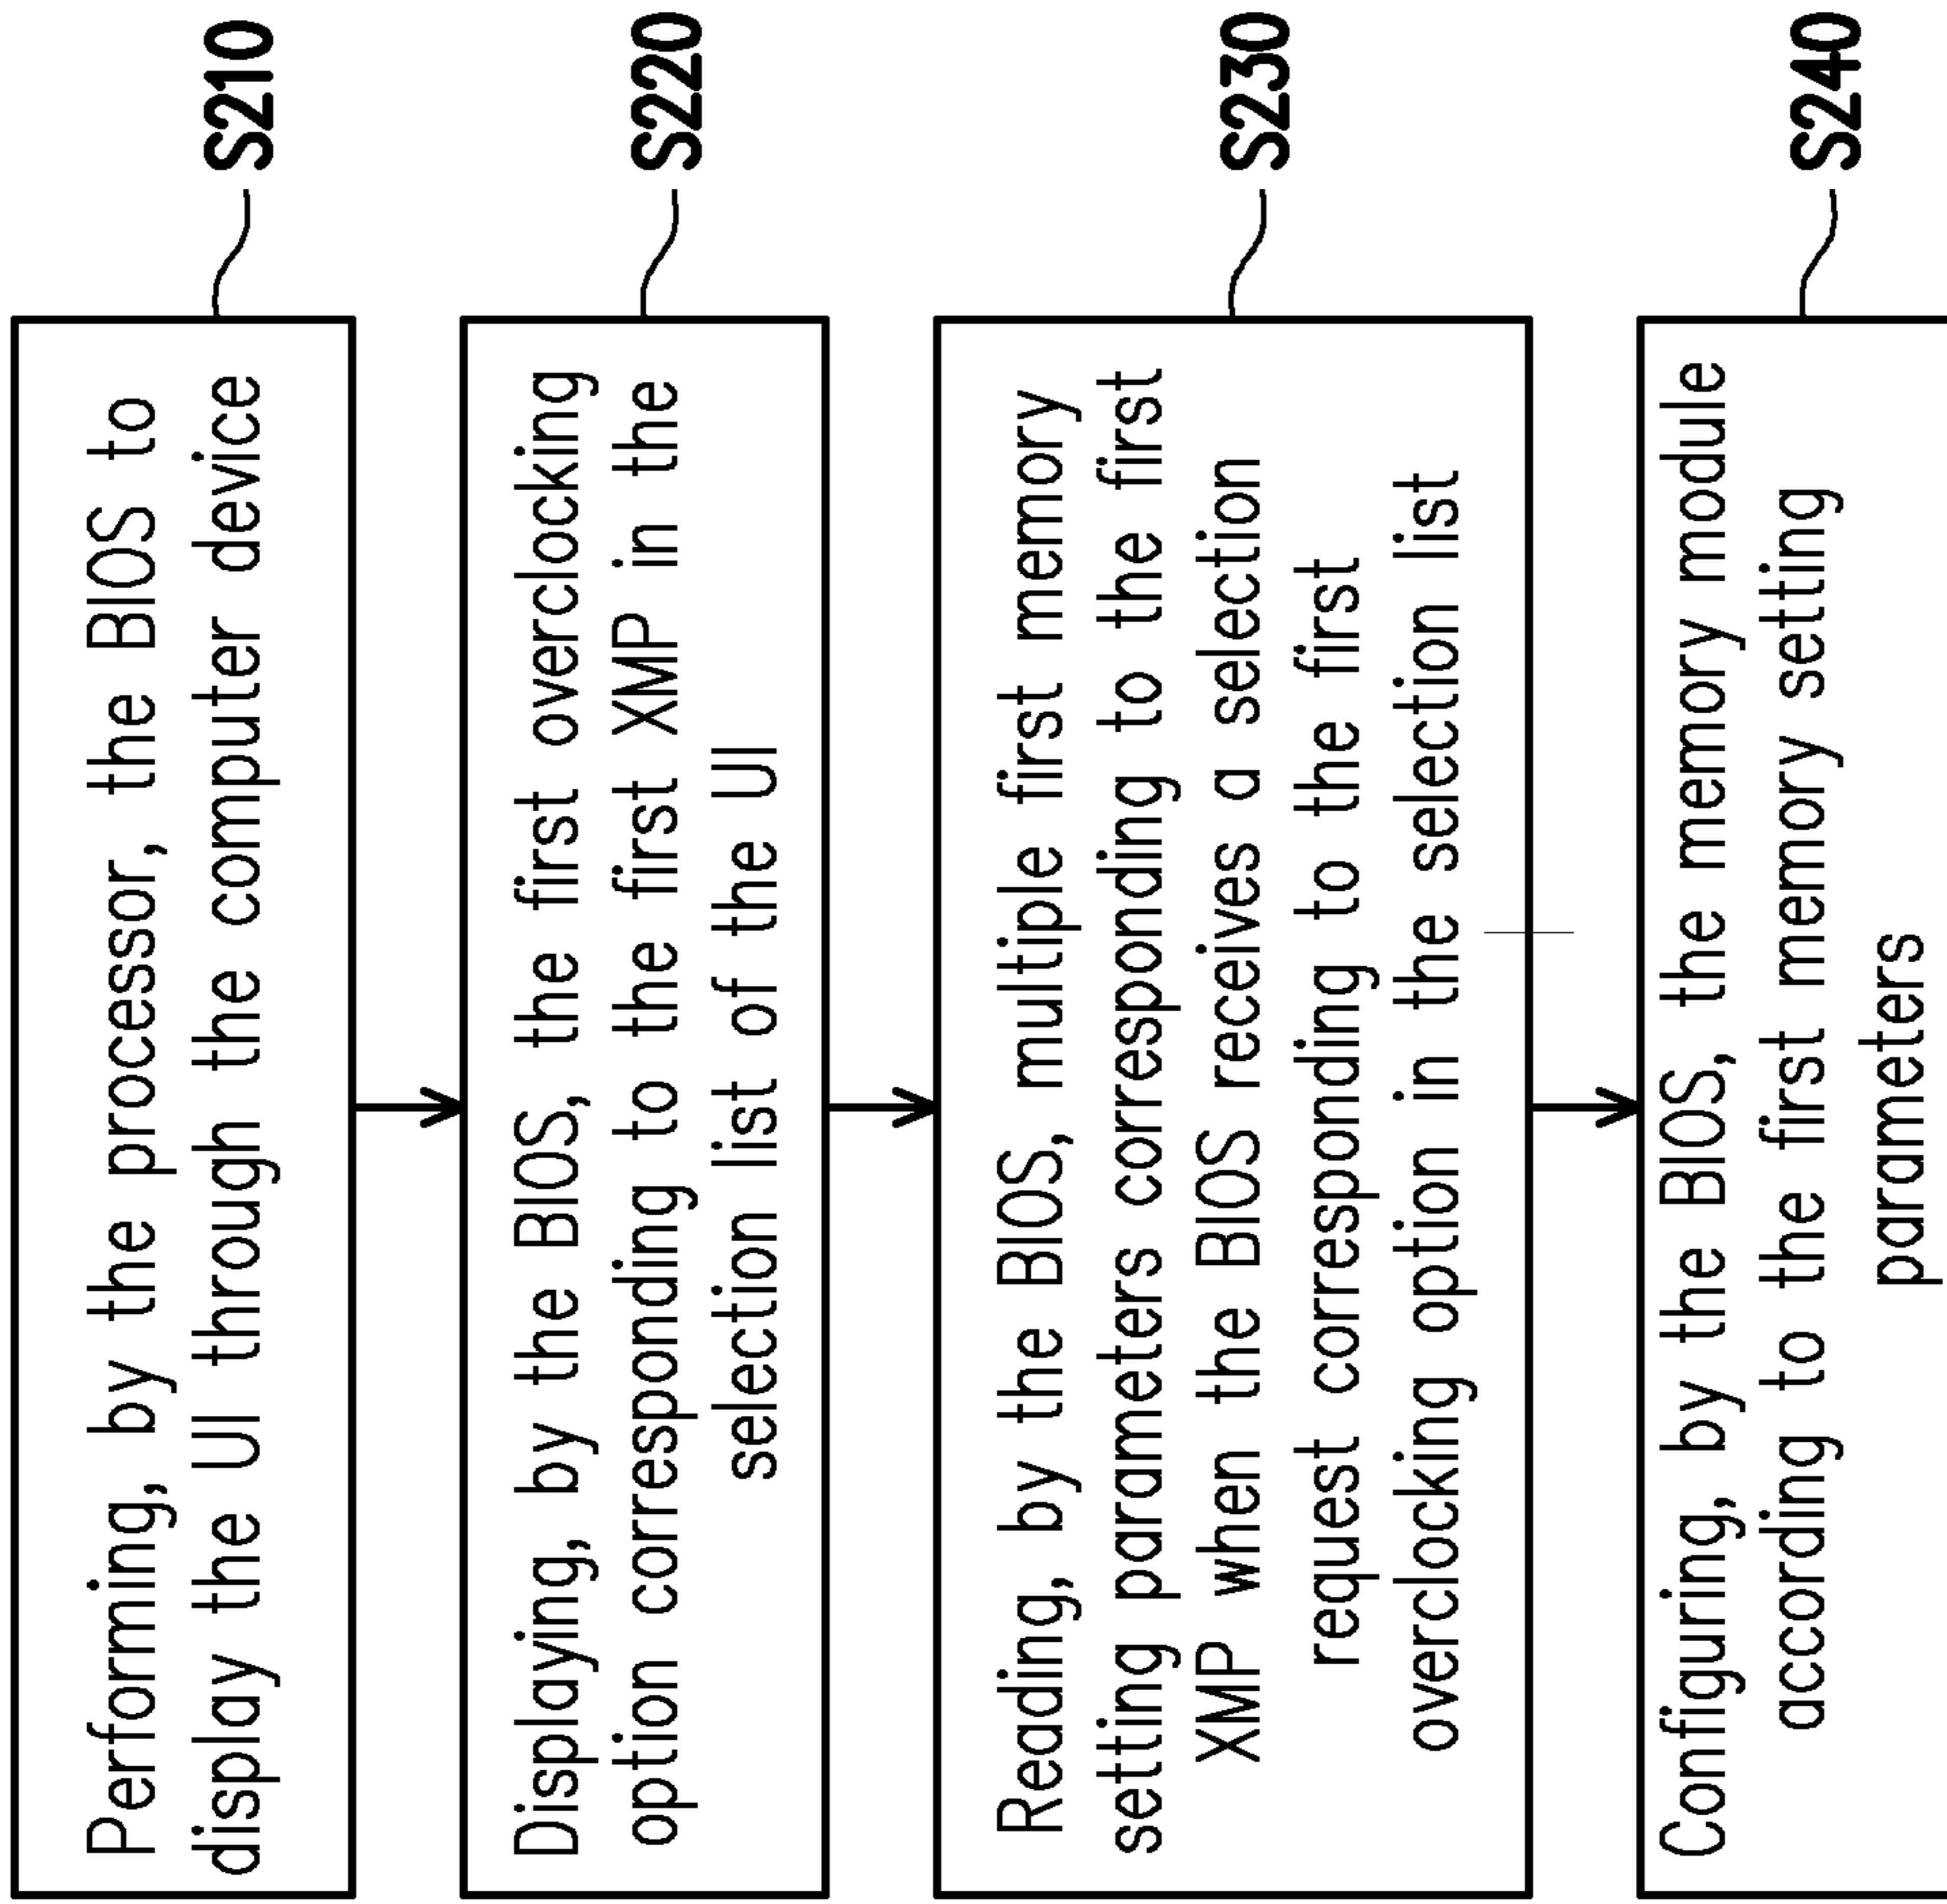 Performing, by the processor, the BIOS to
display the UI through the computer device
S210
Displaying, by the BIOS, the first overclocking
option corresponding to the first XMP in the
selection list of the UI
S220
Reading, by the BIOS, multiple first memory
setting parameters corresponding to the first
XMP when the BIOS receives a selection
request corresponding to the first
overclocking option in the selection list
S230
Configuring, by the BIOS, the memory module
according to the first memory setting
parameters
S240